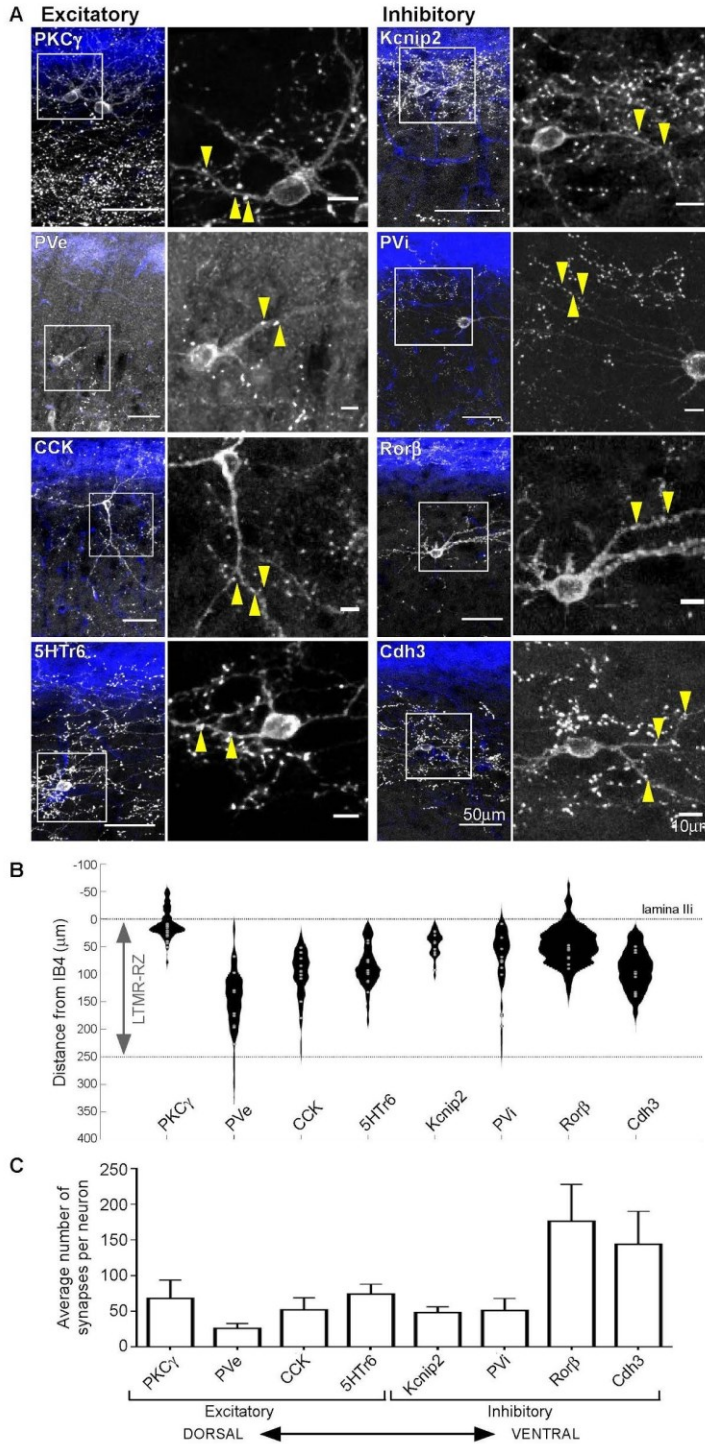 A
Excitatory
Inhibitory
PKCγ
Kcnip2
PVe
PVi
CCK
Rorβ
5HTr6
Cdh3
50μm
10μm
B
Distance from IB4 (μm)
-100
-50
0
50
100
150
200
250
300
350
400
LTMR-RZ
lamina IIi
PKCγ
PVe
CCK
5HTr6
Kcnip2
PVi
Rorβ
Cdh3
C
Average number of
synapses per neuron
250
200
150
100
50
0
PKCγ
PVe
CCK
5HTr6
Kcnip2
PVi
Rorβ
Cdh3
Excitatory
Inhibitory
DORSAL
VENTRAL